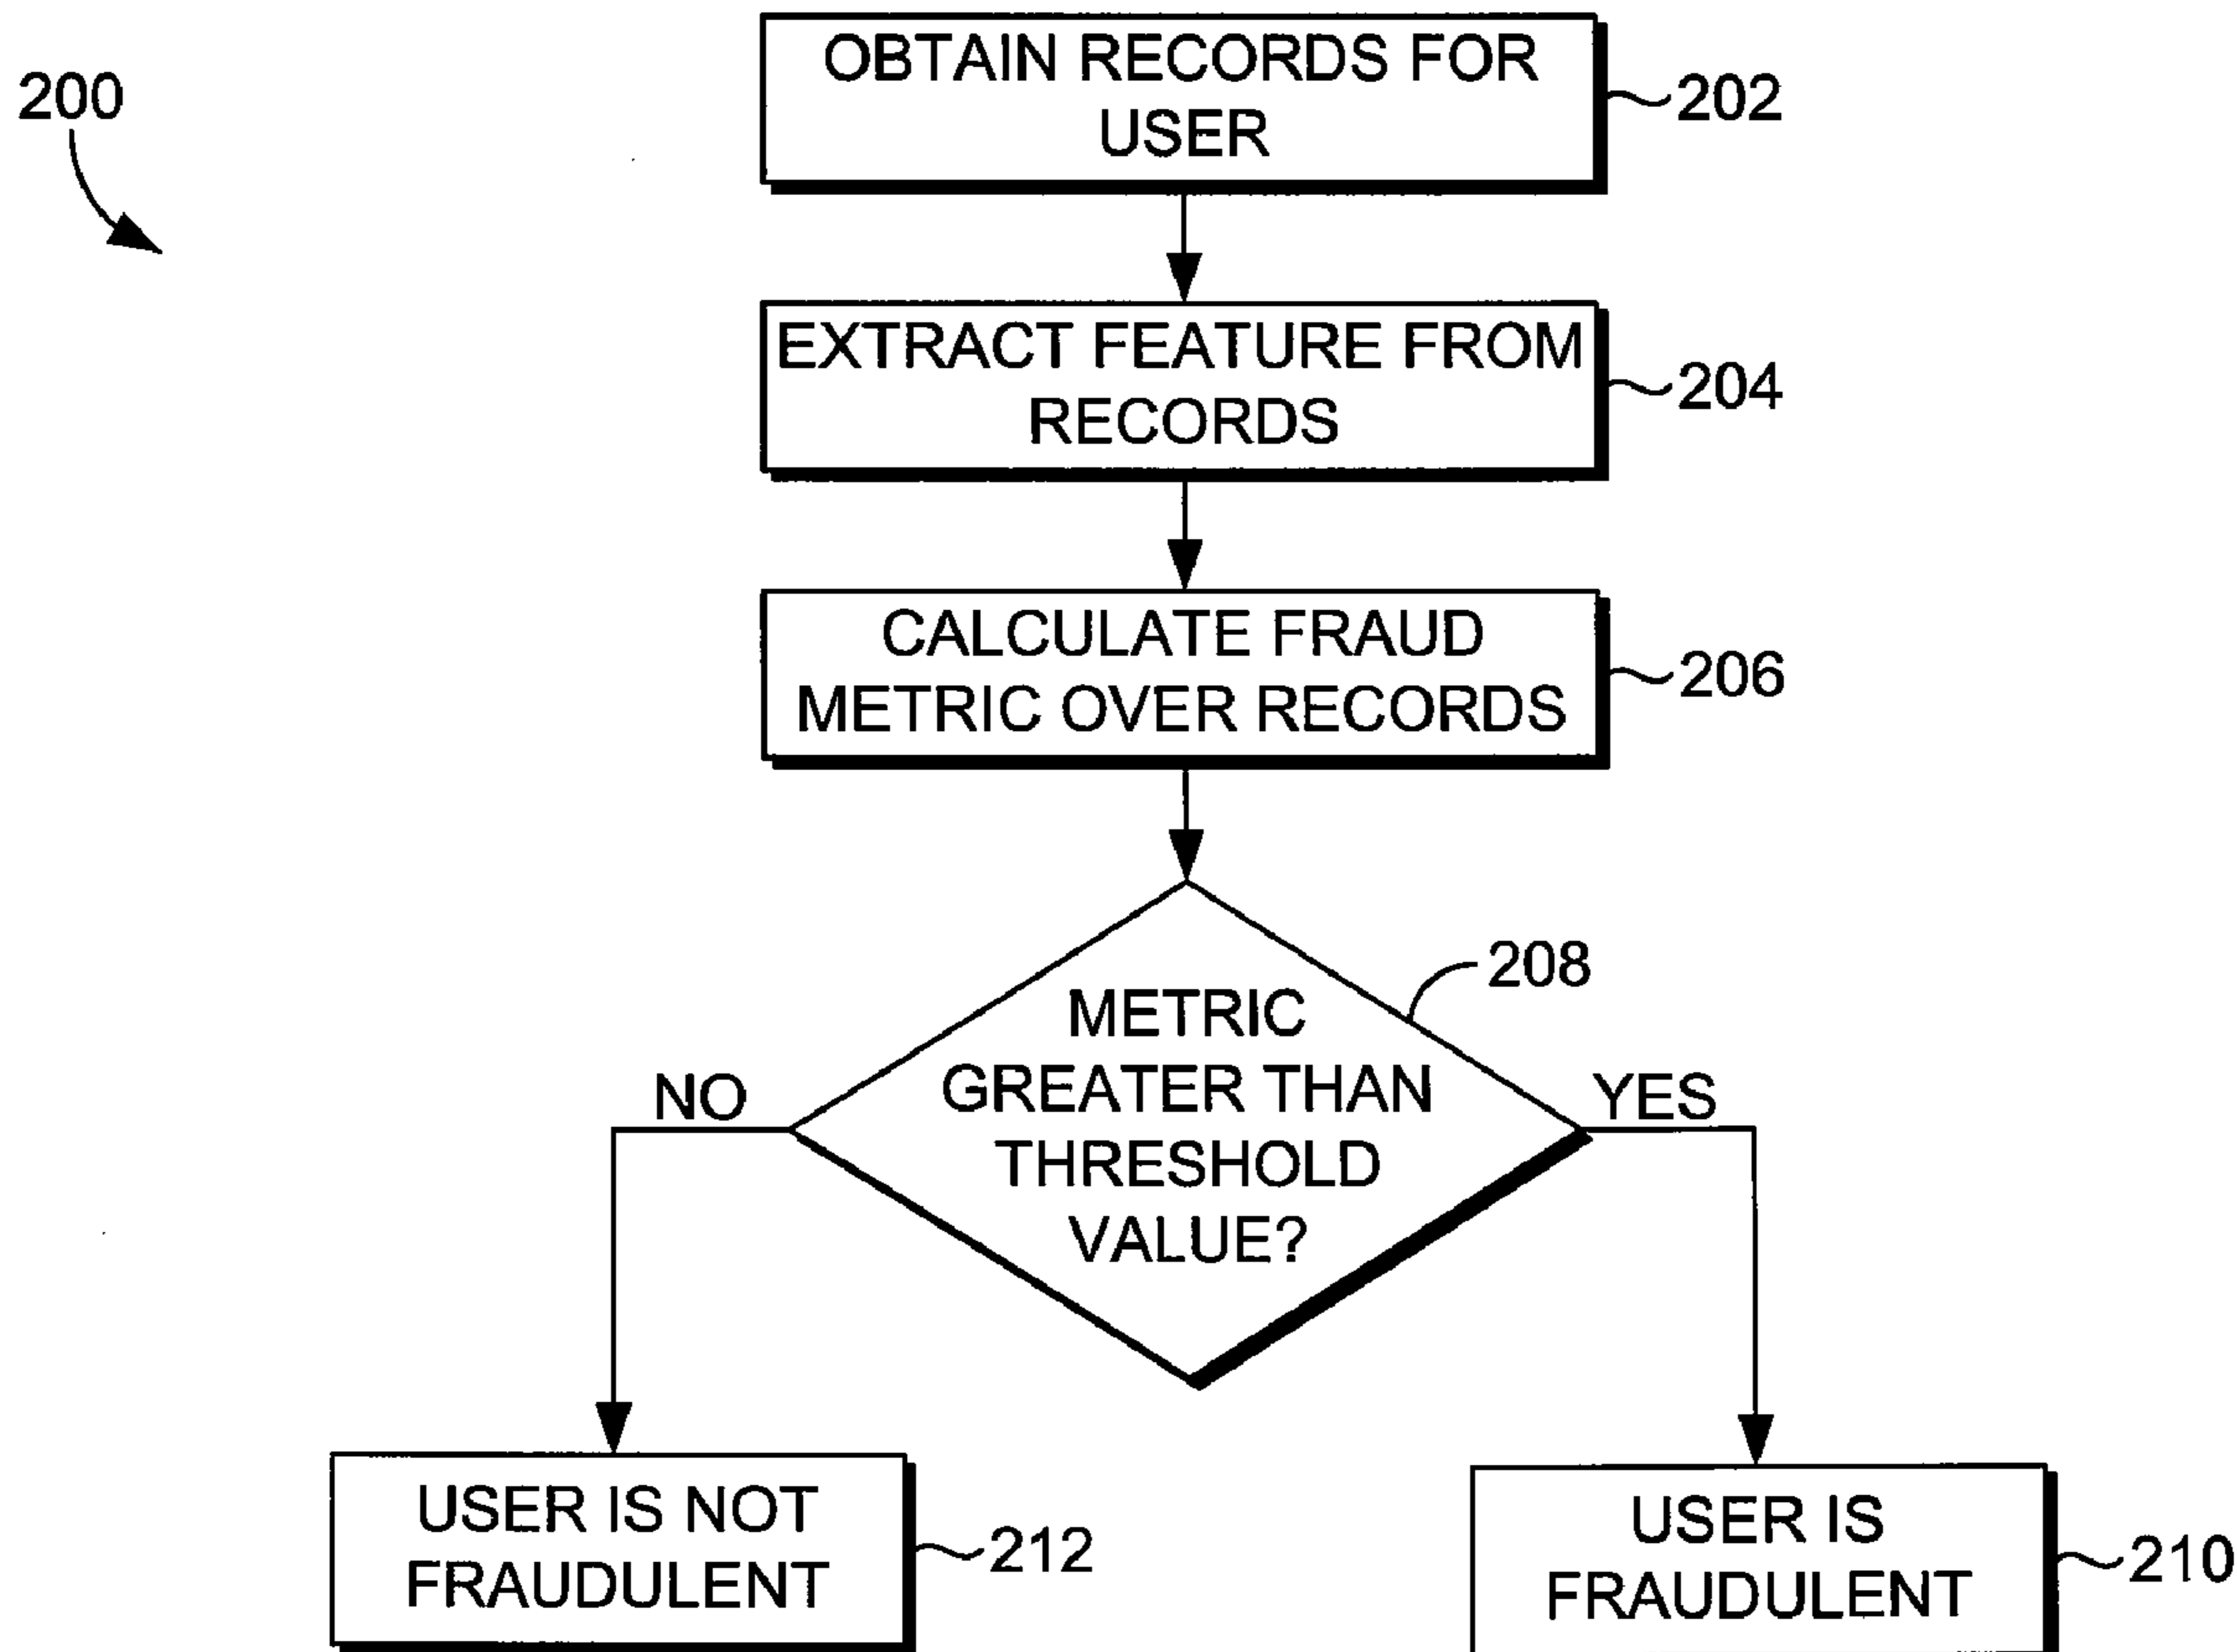 200
OBTAIN RECORDS FOR
USER
202
EXTRACT FEATURE FROM
RECORDS
204
CALCULATE FRAUD
METRIC OVER RECORDS
206
208
METRIC
GREATER THAN
THRESHOLD
VALUE?
NO
YES
USER IS NOT
FRAUDULENT
212
USER IS
FRAUDULENT
210